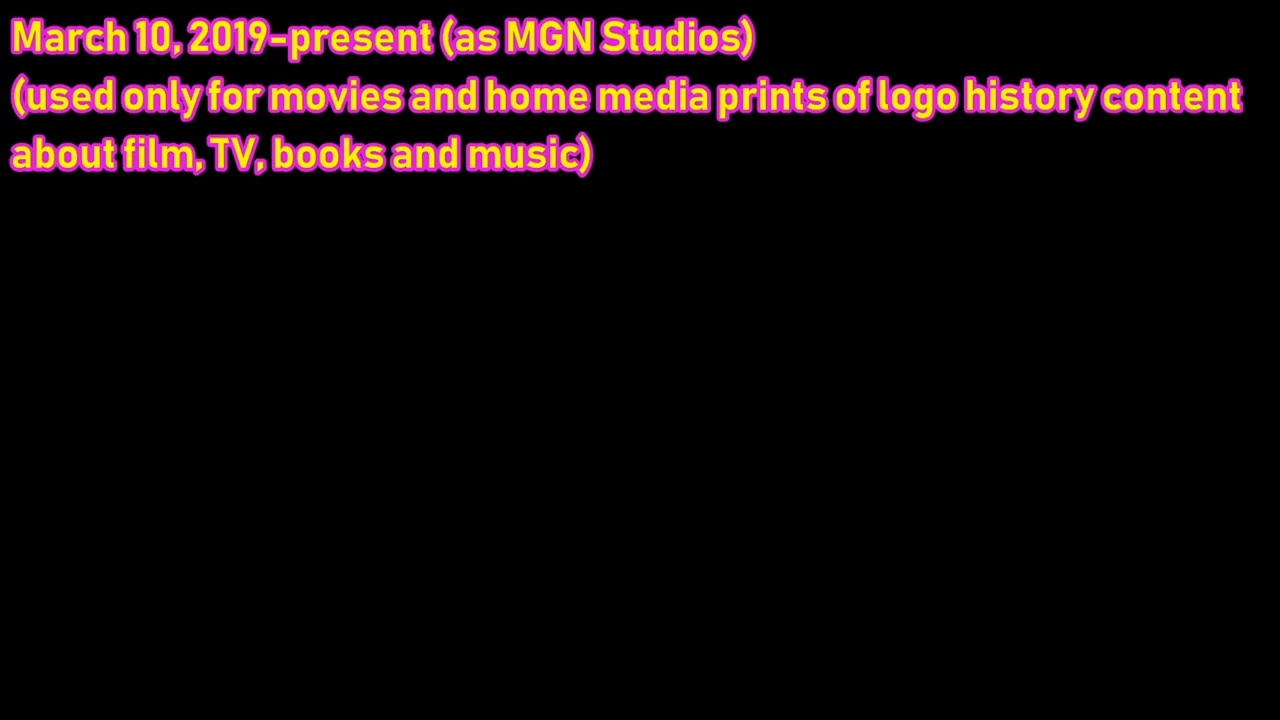 March 10, 2019-present (as MGN Studios)
(used only for movies and home media prints of logo history content
about film, TV, books and music)